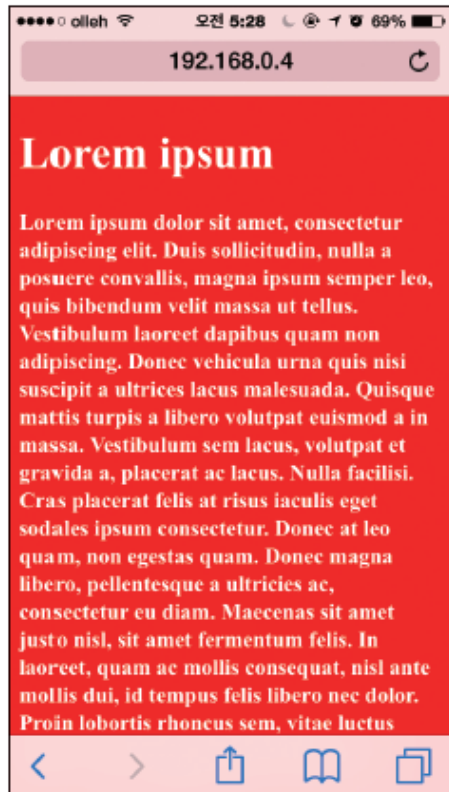 olleh 오전 5:28 69%
192.168.0.4
Lorem ipsum
Lorem ipsum dolor sit amet, consectetur
adipiscing elit. Duis sollicitudin, nulla a
posuere convallis, magna ipsum semper leo,
quis bibendum velit massa ut tellus.
Vestibulum laoreet dapibus quam non
adipiscing. Donec vehicula urna quis nisi
suscipit a ultrices lacus malesuada. Quisque
mattis turpis a libero volutpat euismod a in
massa. Vestibulum sem lacus, volutpat et
gravida a, placerat ac lacus. Nulla facilisi.
Cras placerat felis at risus iaculis eget
sodales ipsum consectetur. Donec at leo
quam, non egestas quam. Donec magna
libero, pellentesque a ultricies ac,
consectetur eu diam. Maecenas sit amet
justo nisl, sit amet fermentum felis. In
laoreet, quam ac mollis consequat, nisl ante
mollis dui, id tempus felis libero nec dolor.
Proin lobortis rhoncus sem, vitae luctus